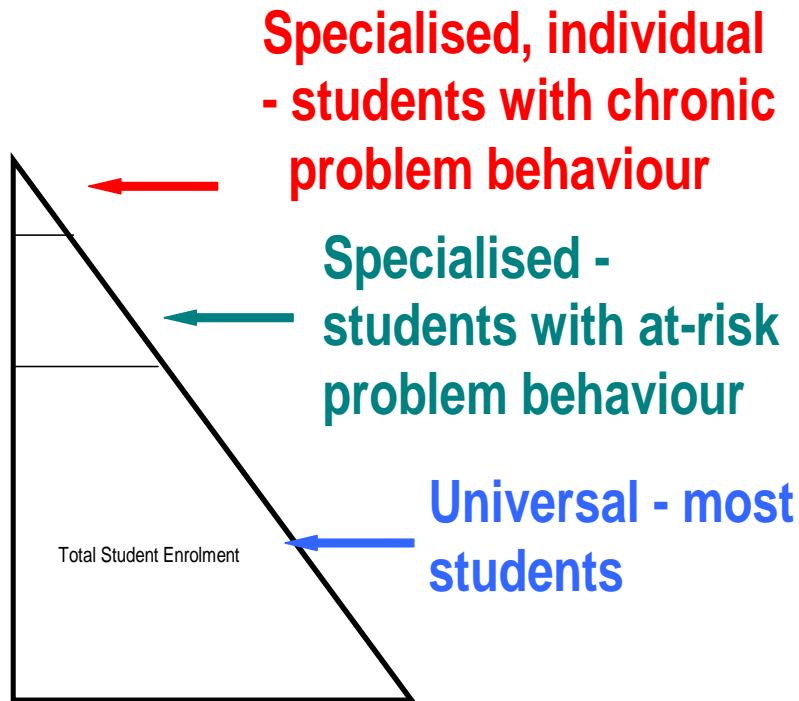 Specialised, individual
- students with chronic
problem behaviour
Specialised -
students with at-risk
problem behaviour
Universal - most
students
Total Student Enrolment